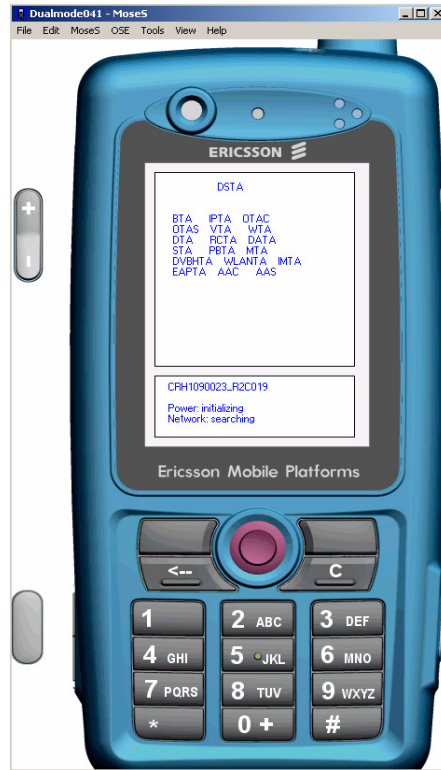 Dualmode041 - MoseS
File Edit MoseS OSE Tools View Help
+
-
ERICSSON
DSTA
BTA IPTA OTAC
OTAS VTA WTA
DTA RCTA DATA
STA PBTA MTA
DVBHTA WLANTA IMTA
EAPTA AAC AAS
CRH1090023_R2C019
Power: initializing
Network: searching
Ericsson Mobile Platforms
<-- C
1 2 ABC 3 DEF
4 GHI 5 JKL 6 MNO
7 PQRS 8 TUV 9 WXYZ
* 0 + #